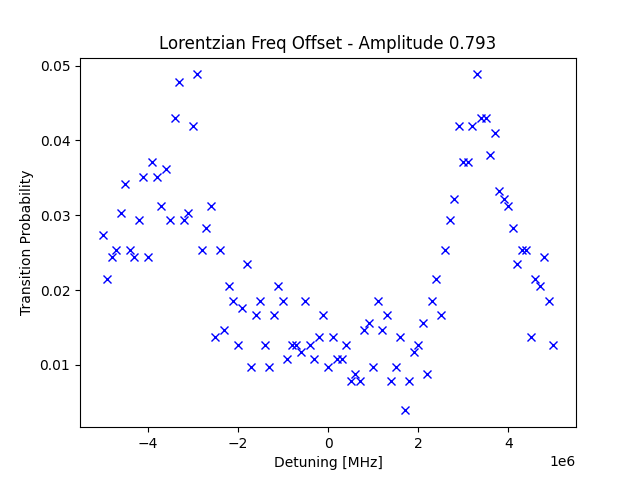 Lorentzian Freq Offset - Amplitude 0.793
Transition Probability
0.05
0.04
0.03
0.02
0.01
−4
−2
0
2
4
1e6
Detuning [MHz]